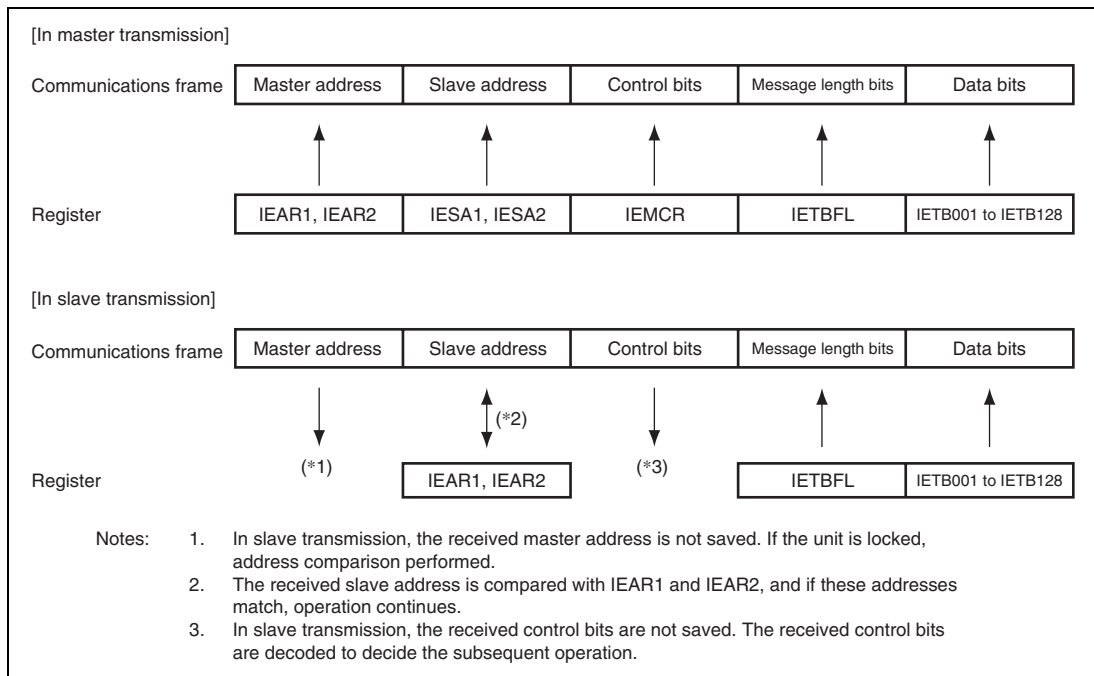 [In master transmission]
Communications frame Master address Slave address Control bits Message length bits Data bits
Register IEAR1, IEAR2 IESA1, IESA2 IEMCR IETBFL IETB001 to IETB128
[In slave transmission]
Communications frame Master address Slave address Control bits Message length bits Data bits
(*2)
(*1) (*3)
Register IEAR1, IEAR2 IETBFL IETB001 to IETB128
Notes: 1. In slave transmission, the received master address is not saved. If the unit is locked,
address comparison performed.
2. The received slave address is compared with IEAR1 and IEAR2, and if these addresses
match, operation continues.
3. In slave transmission, the received control bits are not saved. The received control bits
are decoded to decide the subsequent operation.